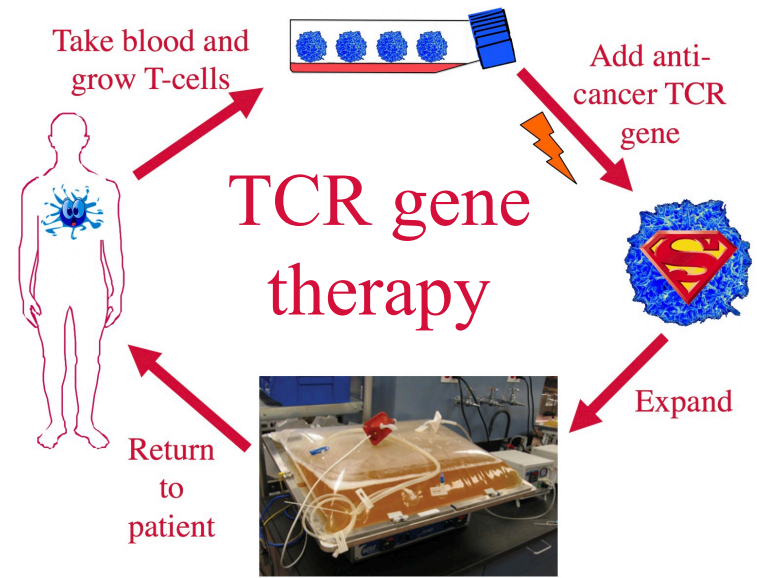 Take blood and
grow T-cells
Add anti-
cancer TCR
gene
TCR gene
therapy
S
Expand
Return
to
patient